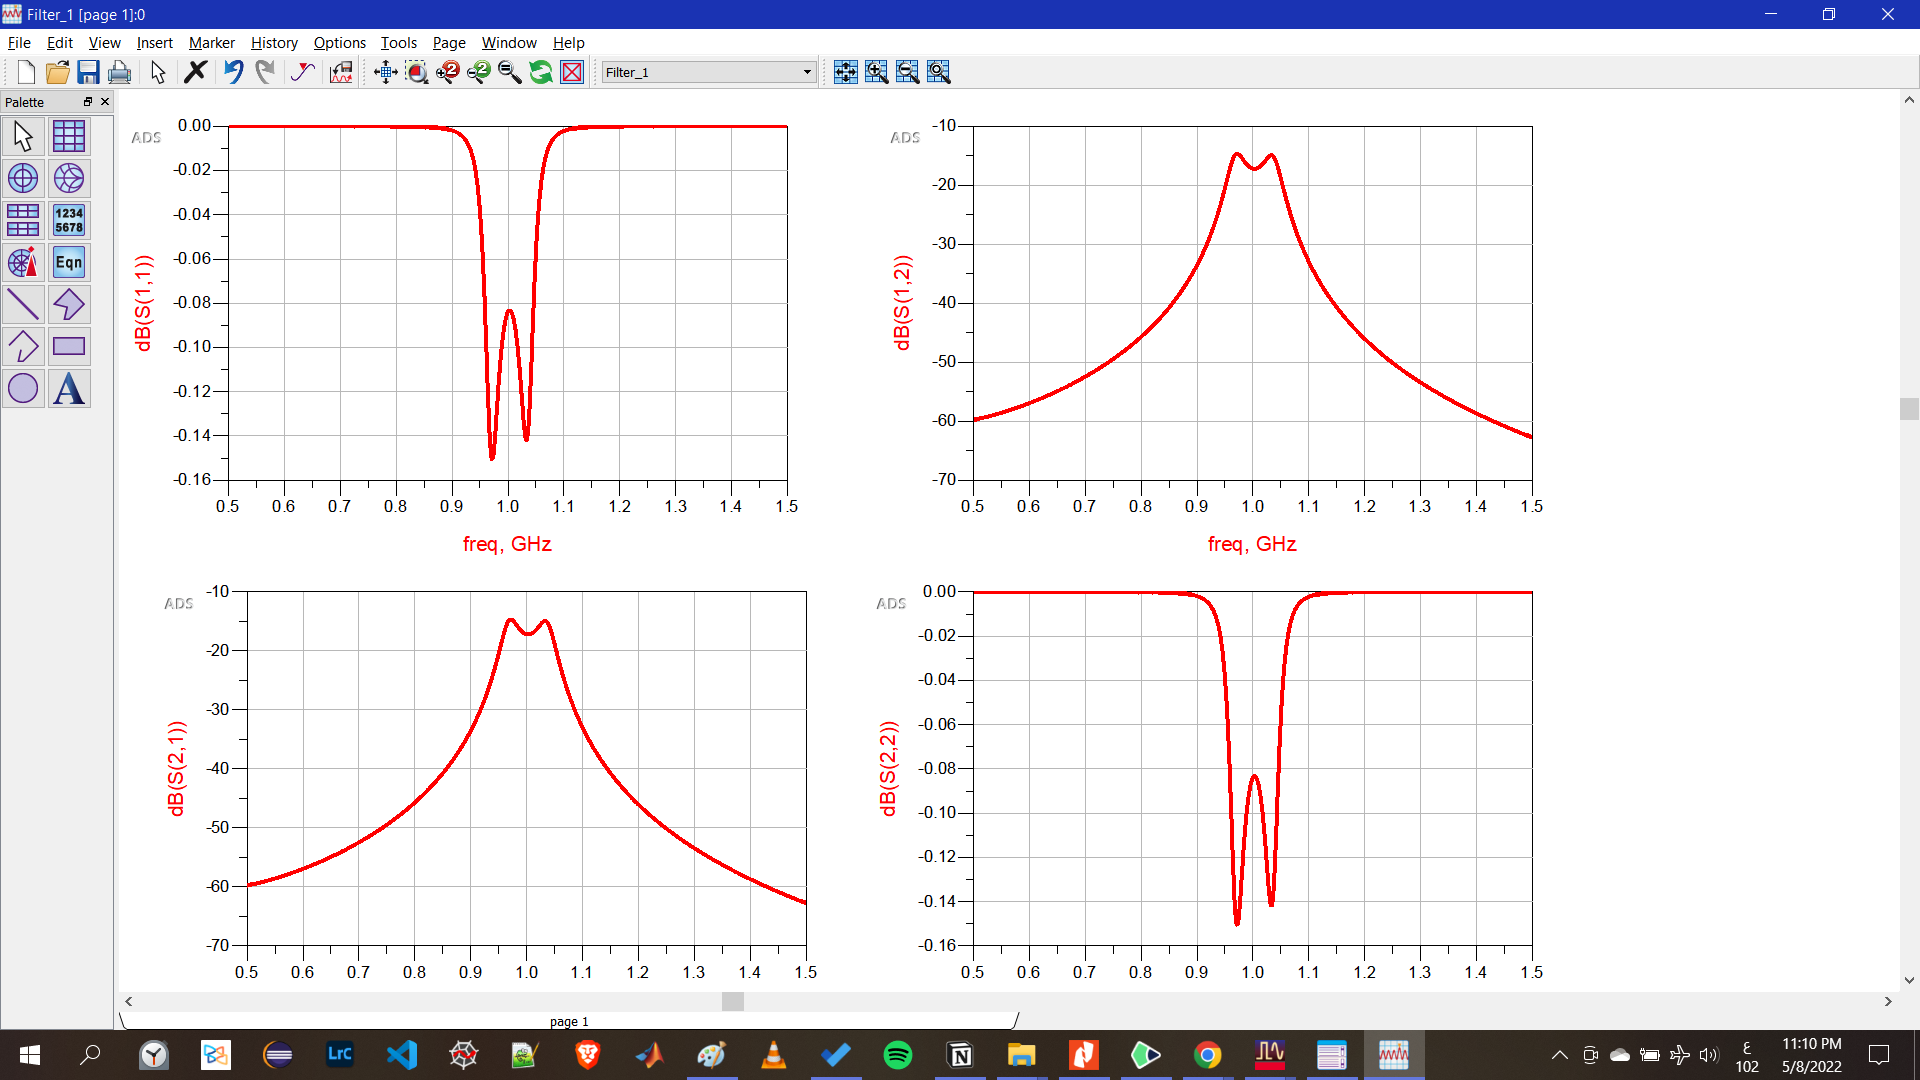 Filter_1 [page 1]:0
File Edit View Insert Marker History Options Tools Page Window Help
Filter_1
Palette
1234
5678
Eqn
A
ADS
dB(S(1,1))
0.00
-0.02
-0.04
-0.06
-0.08
-0.10
-0.12
-0.14
-0.16
0.5 0.6 0.7 0.8 0.9 1.0 1.1 1.2 1.3 1.4 1.5
freq, GHz
ADS
dB(S(1,2))
-10
-20
-30
-40
-50
-60
-70
0.5 0.6 0.7 0.8 0.9 1.0 1.1 1.2 1.3 1.4 1.5
freq, GHz
ADS
dB(S(2,1))
-10
-20
-30
-40
-50
-60
-70
0.5 0.6 0.7 0.8 0.9 1.0 1.1 1.2 1.3 1.4 1.5
ADS
dB(S(2,2))
0.00
-0.02
-0.04
-0.06
-0.08
-0.10
-0.12
-0.14
-0.16
0.5 0.6 0.7 0.8 0.9 1.0 1.1 1.2 1.3 1.4 1.5
page 1
LrC
ع
102
11:10 PM
5/8/2022